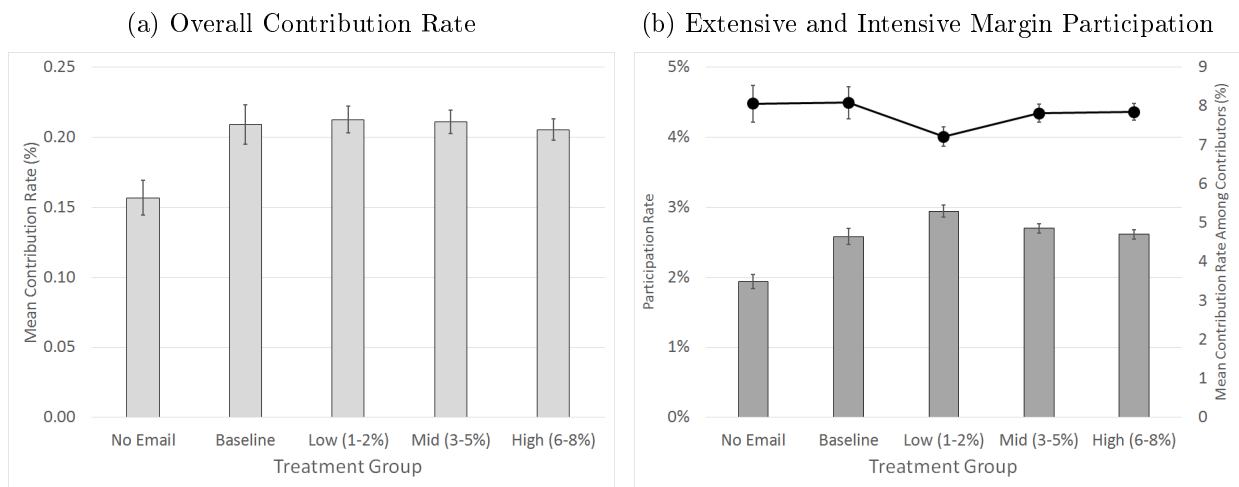 (a) Overall Contribution Rate
0.25
0.20
0.15
0.10
0.05
0.00
Mean Contribution Rate (%)
No Email Baseline Low (1-2%) Mid (3-5%) High (6-8%)
Treatment Group
(b) Extensive and Intensive Margin Participation
5%
4%
3%
2%
1%
0%
Participation Rate
9
8
7
6
5
4
3
2
1
0
Mean Contribution Rate Among Contributors (%)
No Email Baseline Low (1-2%) Mid (3-5%) High (6-8%)
Treatment Group